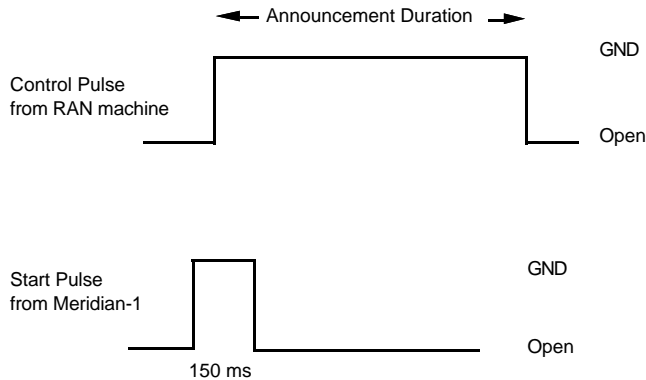 Announcement Duration
GND
Control Pulse
from RAN machine
Open
Start Pulse
from Meridian-1
GND
Open
150 ms